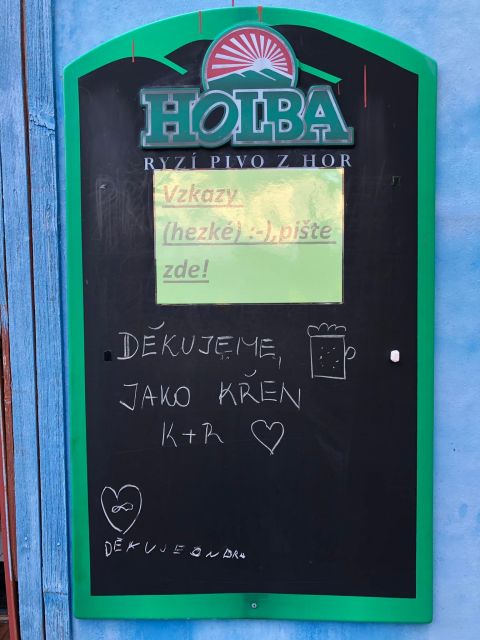 HOLBA
RYZÍ PIVO Z HOR
Vzkazy
(hezké) :-),pište
zde!
DĚKUJEME,
JAKO KŘEN
K+R ♡
DĚKUJE ONDRA